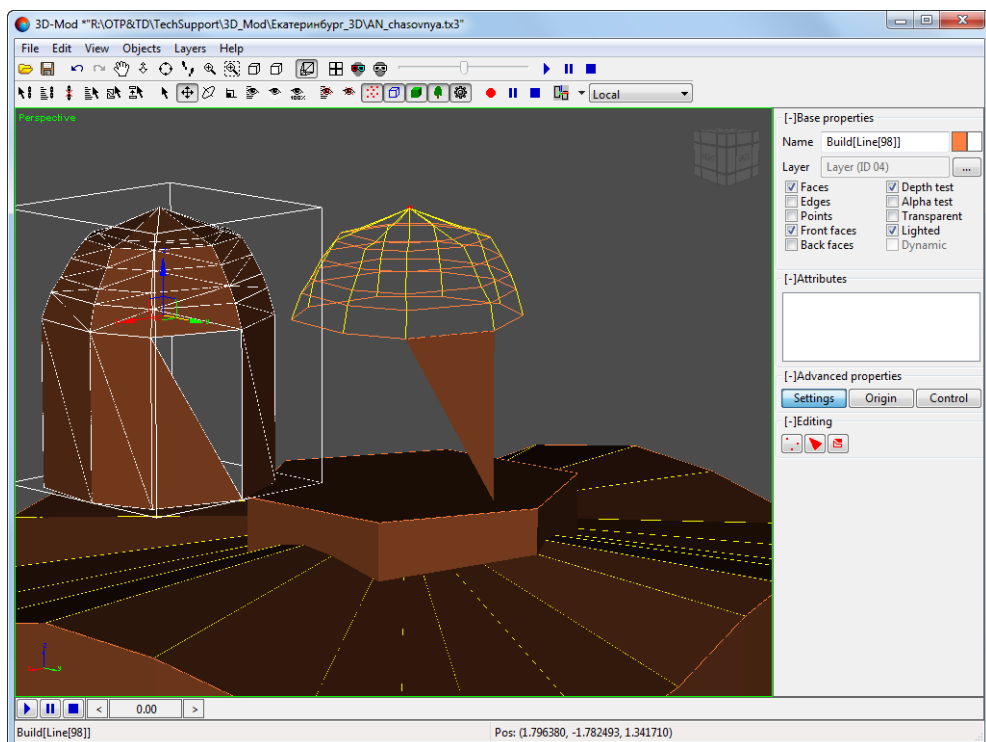 3D-Mod *"R:\OTP&TD\TechSupport\3D_Mod\Екатеринбург_3D\AN_chasovnya.tx3"
File Edit View Objects Layers Help
Local
Perspective
[-]Base properties
Name Build[Line[98]]
Layer Layer (ID 04) ...
Faces Depth test
Edges Alpha test
Points Transparent
Front faces Lighted
Back faces Dynamic
[-]Attributes
[-]Advanced properties
Settings Origin Control
[-]Editing
< 0.00 >
Build[Line[98]] Pos: (1.796380, -1.782493, 1.341710)